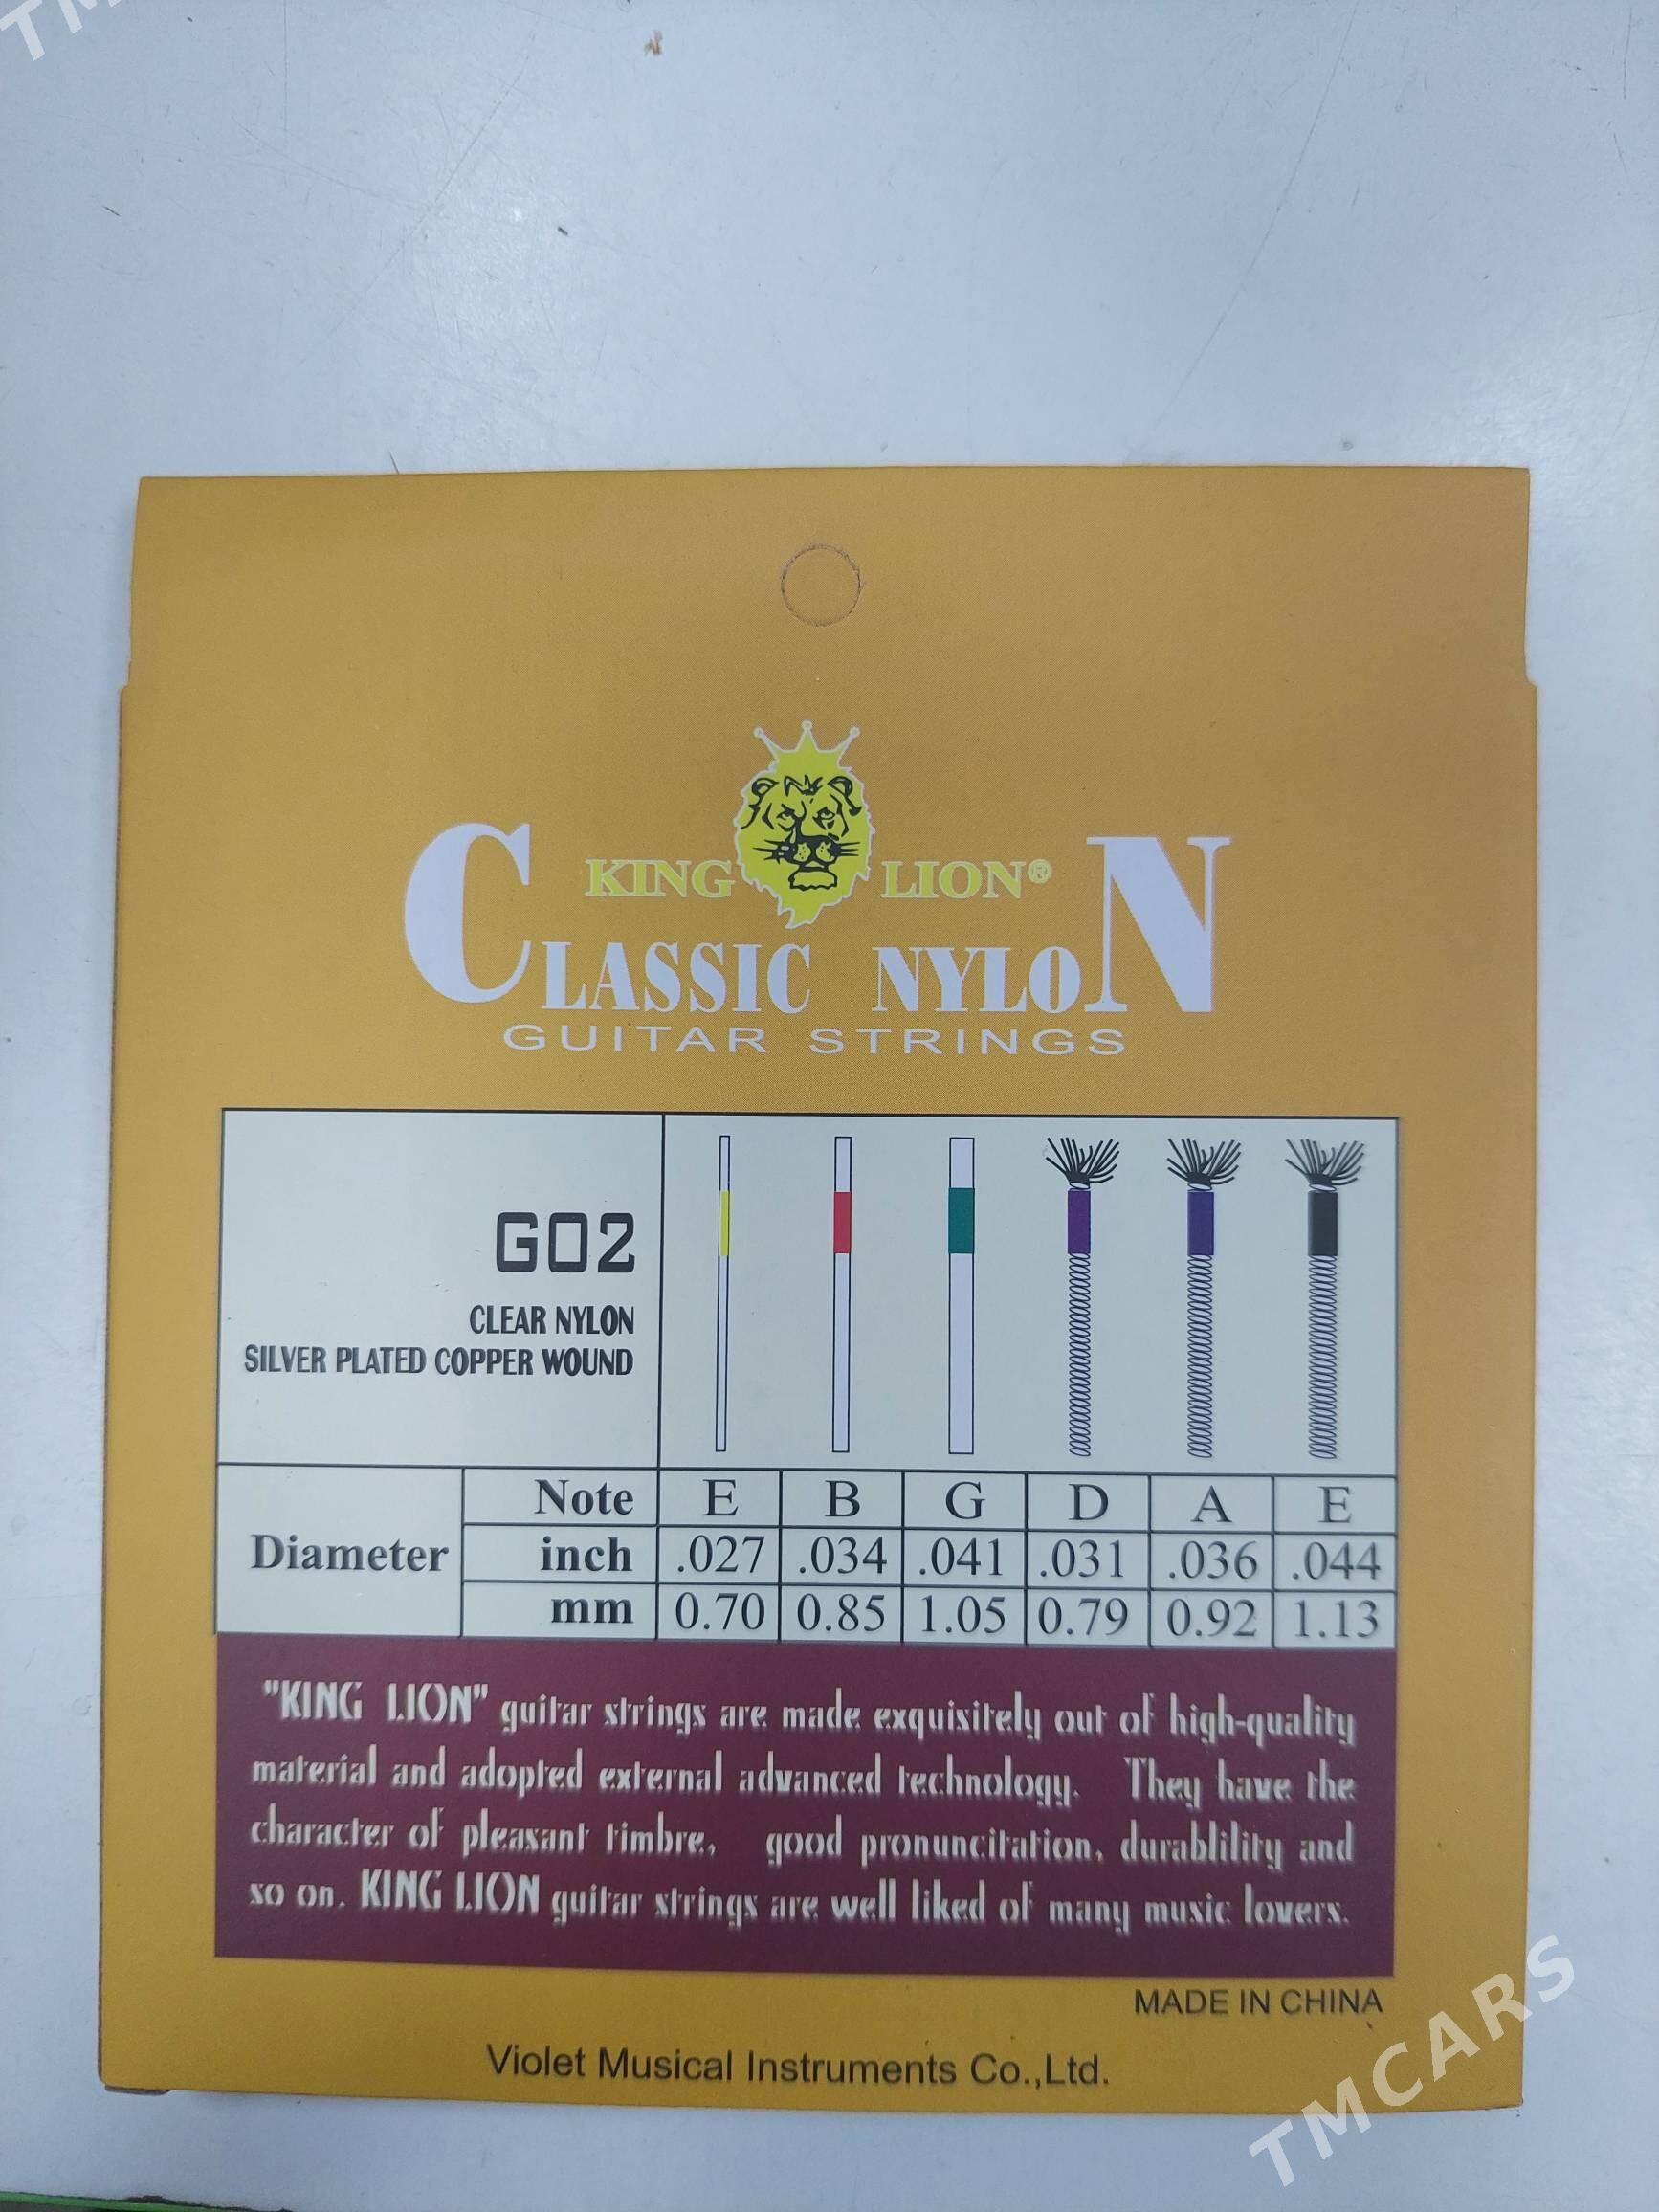 KING LION®
CLASSIC NYLON
GUITAR STRINGS
G02
CLEAR NYLON
SILVER PLATED COPPER WOUND
Diameter
Note E B G D A E
inch .027 .034 .041 .031 .036 .044
mm 0.70 0.85 1.05 0.79 0.92 1.13
"KING LION" guitar strings are made exquisitely out of high-quality
material and adopted external advanced technology. They have the
character of pleasant timbre, good pronuncitation, durablility and
so on. KING LION guitar strings are well liked of many music lovers.
MADE IN CHINA
Violet Musical Instruments Co.,Ltd.
TMCARS